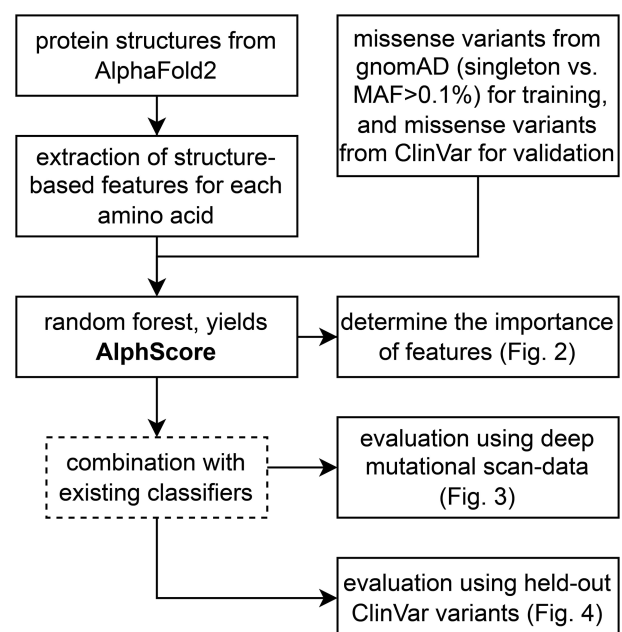 protein structures from
AlphaFold2
missense variants from
gnomAD (singleton vs.
MAF>0.1%) for training,
and missense variants
from ClinVar for validation
extraction of structure-
based features for each
amino acid
random forest, yields
AlphScore
determine the importance
of features (Fig. 2)
combination with
existing classifiers
evaluation using deep
mutational scan-data
(Fig. 3)
evaluation using held-out
ClinVar variants (Fig. 4)